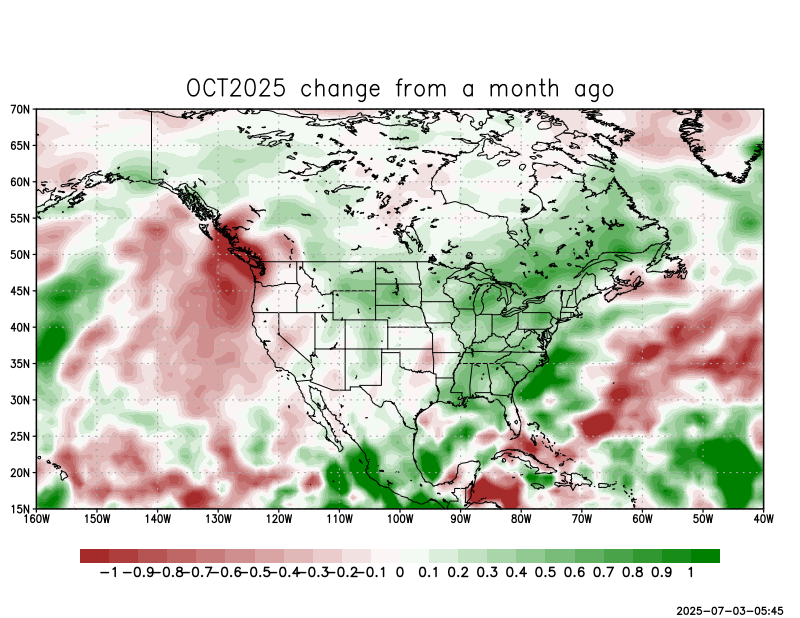 OCT2025 change from a month ago
70N
65N
60N
55N
50N
45N
40N
35N
30N
25N
20N
15N
160W 150W 140W 130W 120W 110W 100W 90W 80W 70W 60W 50W 40W
-1 -0.9 -0.8 -0.7 -0.6 -0.5 -0.4 -0.3 -0.2 -0.1 0 0.1 0.2 0.3 0.4 0.5 0.6 0.7 0.8 0.9 1
2025-07-03-05:45